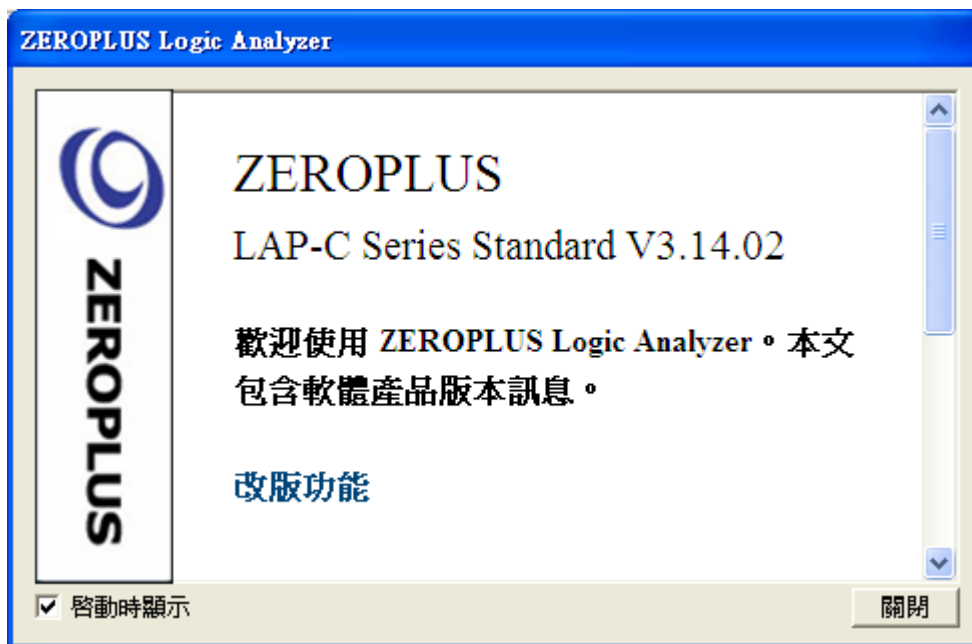 ZEROPLUS Logic Analyzer
ZEROPLUS
ZEROPLUS
LAP-C Series Standard V3.14.02
歡迎使用 ZEROPLUS Logic Analyzer。本文
包含軟體產品版本訊息。
改版功能
啓動時顯示
關閉